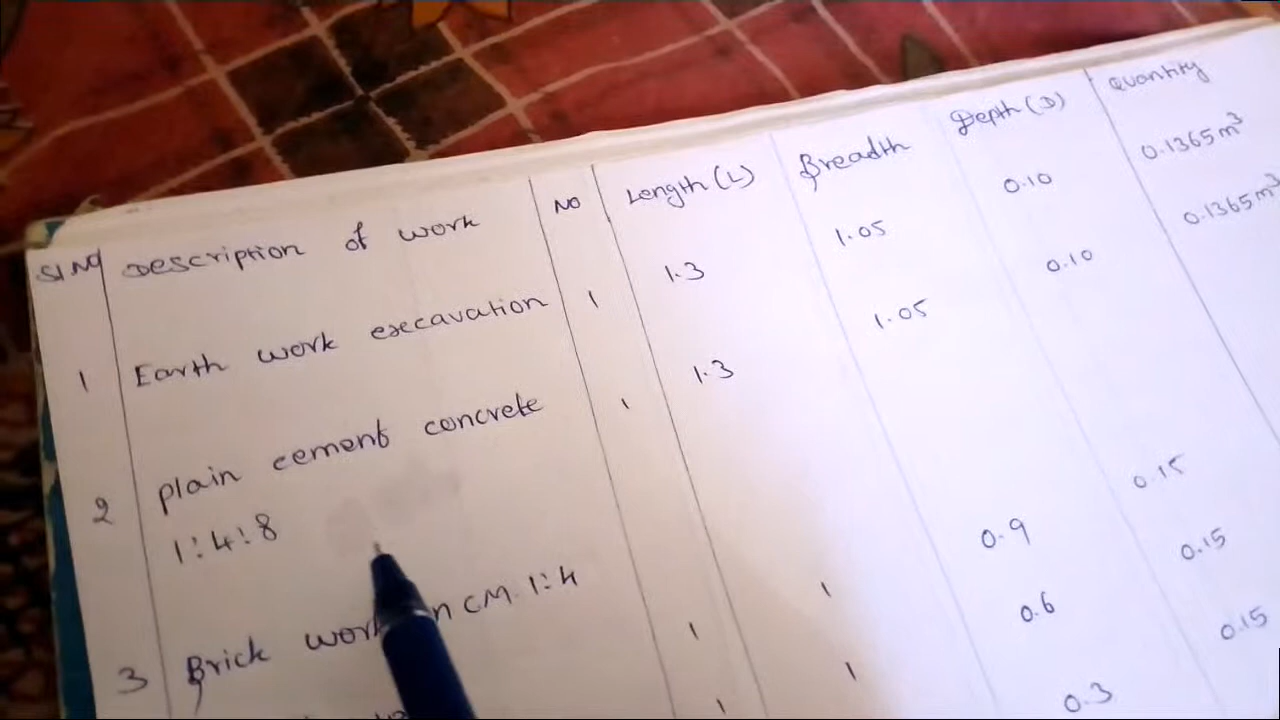 Sl No Description of work No Length (L) Breadth Depth (D) Quantity
1 Earth work excavation 1 1.3 1.05 0.10 0.1365 m³
2 plain cement concrete 1 1.3 1.05 0.10 0.1365 m³
1:4:8
3 Brick work in CM 1:4
1 1 0.9 0.15
1 1 0.6 0.15
0.3 0.15